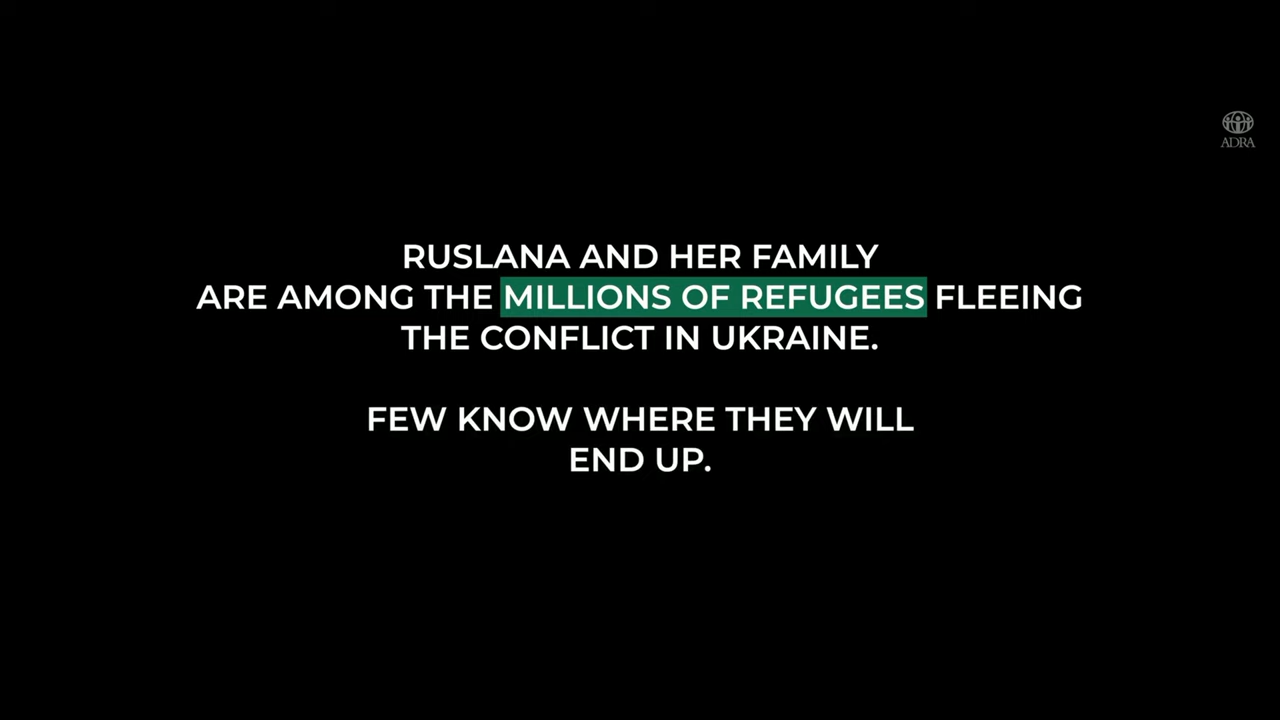 ADRA
RUSLANA AND HER FAMILY
ARE AMONG THE MILLIONS OF REFUGEES FLEEING
THE CONFLICT IN UKRAINE.
FEW KNOW WHERE THEY WILL
END UP.